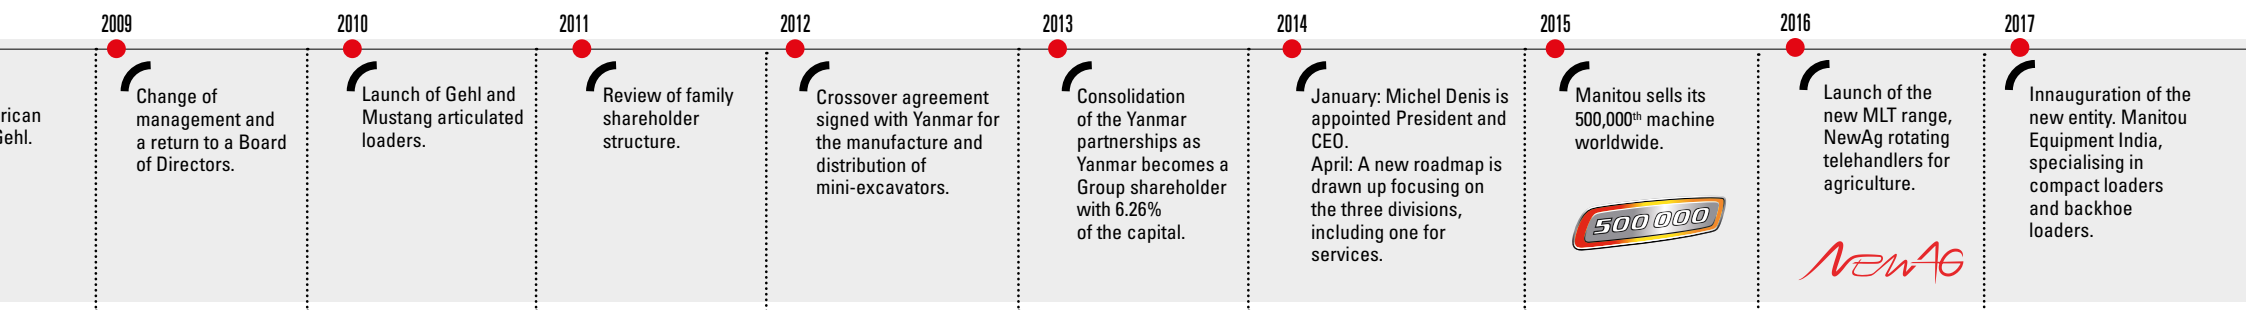 rican
Gehl.
2009
Change of
management and
a return to a Board
of Directors.
2010
Launch of Gehl and
Mustang articulated
loaders.
2011
Review of family
shareholder
structure.
2012
Crossover agreement
signed with Yanmar for
the manufacture and
distribution of
mini-excavators.
2013
Consolidation
of the Yanmar
partnerships as
Yanmar becomes a
Group shareholder
with 6.26%
of the capital.
2014
January: Michel Denis is
appointed President and
CEO.
April: A new roadmap is
drawn up focusing on
the three divisions,
including one for
services.
2015
Manitou sells its
500,000th machine
worldwide.
500 000
2016
Launch of the
new MLT range,
NewAg rotating
telehandlers for
agriculture.
NEWAG
2017
Innauguration of the
new entity. Manitou
Equipment India,
specialising in
compact loaders
and backhoe
loaders.